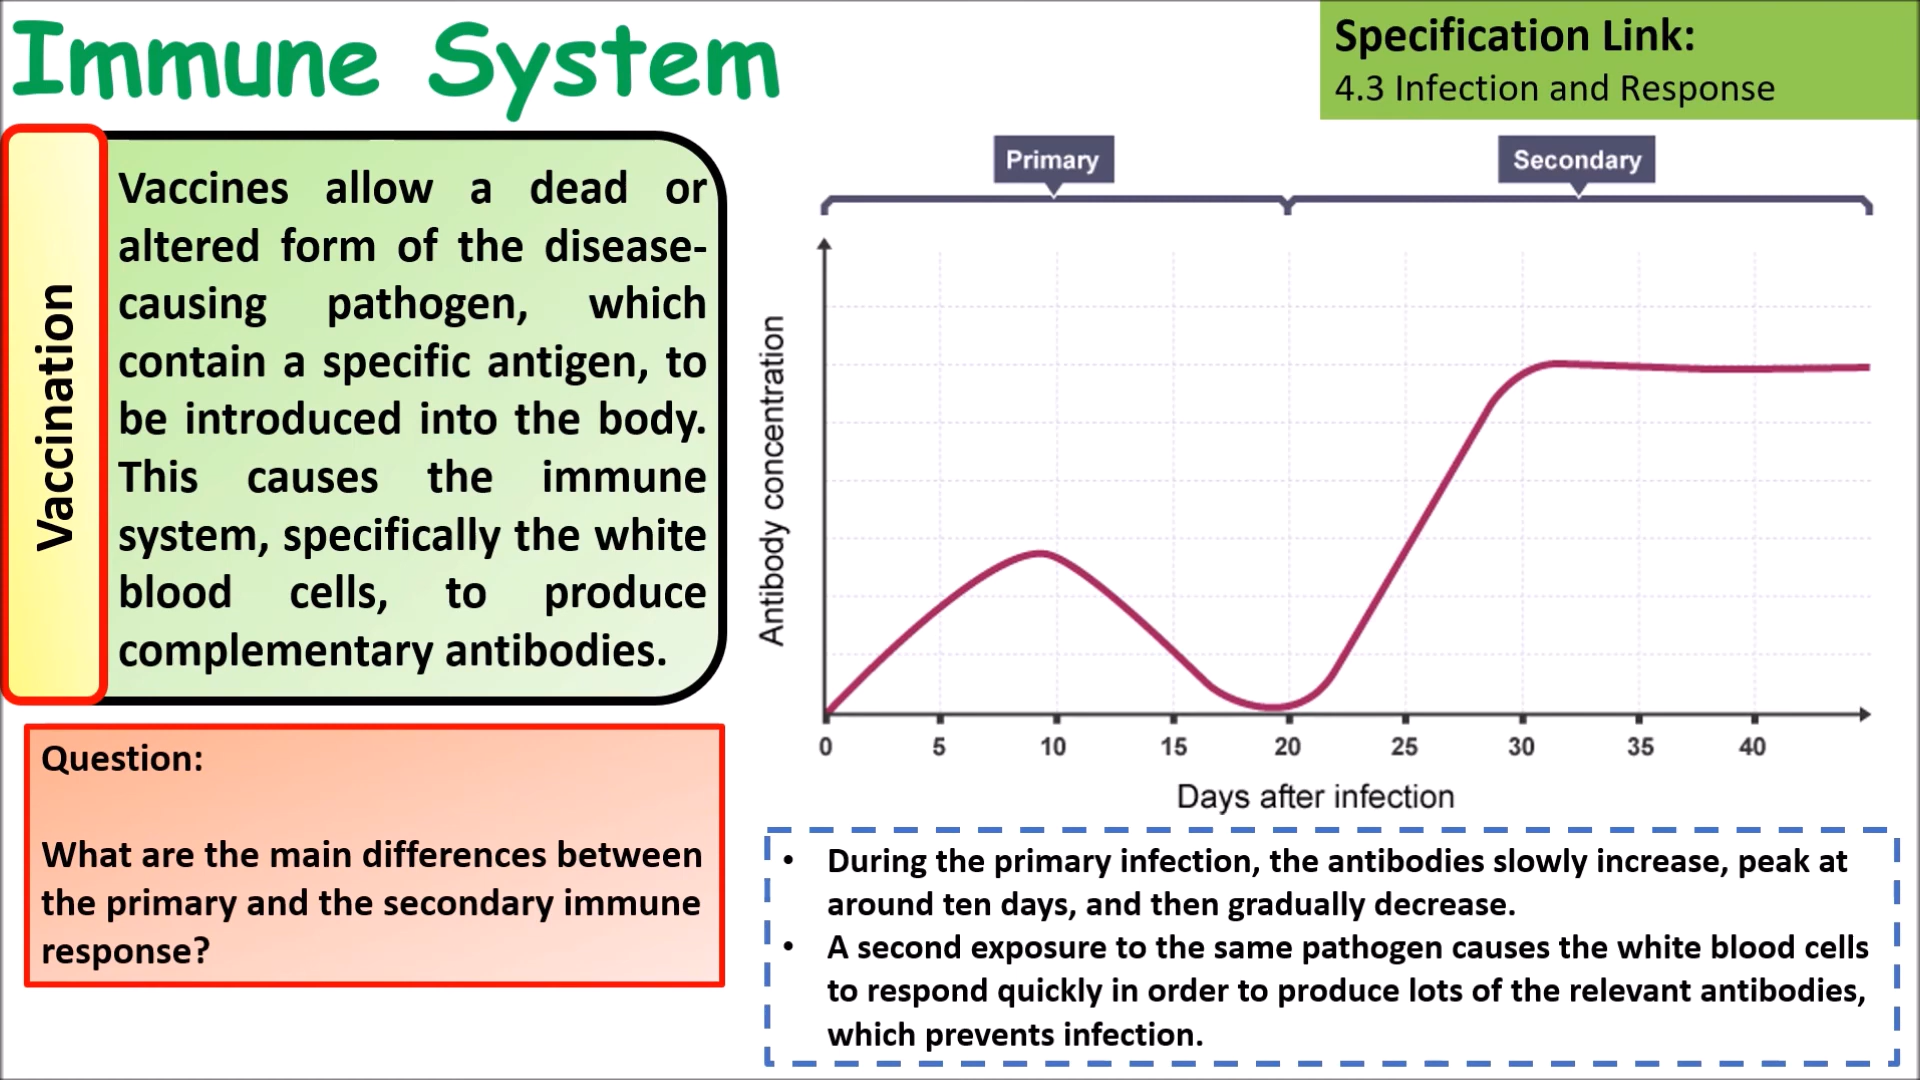 Immune System
Specification Link:
4.3 Infection and Response
Vaccination
Vaccines allow a dead or
altered form of the disease-
causing pathogen, which
contain a specific antigen, to
be introduced into the body.
This causes the immune
system, specifically the white
blood cells, to produce
complementary antibodies.
Question:
What are the main differences between
the primary and the secondary immune
response?
Primary
Secondary
Antibody concentration
0 5 10 15 20 25 30 35 40
Days after infection
• During the primary infection, the antibodies slowly increase, peak at
around ten days, and then gradually decrease.
• A second exposure to the same pathogen causes the white blood cells
to respond quickly in order to produce lots of the relevant antibodies,
which prevents infection.